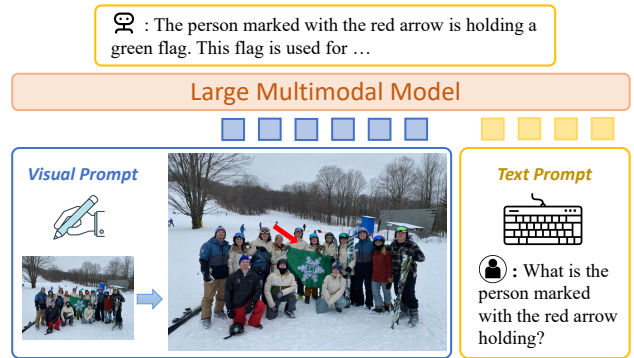 : The person marked with the red arrow is holding a
green flag. This flag is used for …
Large Multimodal Model
Visual Prompt
Text Prompt
: What is the
person marked
with the red arrow
holding?